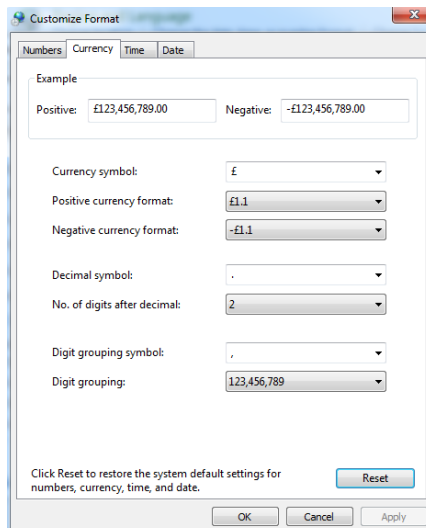 Customize Format
Numbers Currency Time Date
Example
Positive: £123,456,789.00 Negative: -£123,456,789.00
Currency symbol: £
Positive currency format: £1.1
Negative currency format: -£1.1
Decimal symbol: .
No. of digits after decimal: 2
Digit grouping symbol: ,
Digit grouping: 123,456,789
Click Reset to restore the system default settings for
numbers, currency, time, and date.
Reset
OK Cancel Apply